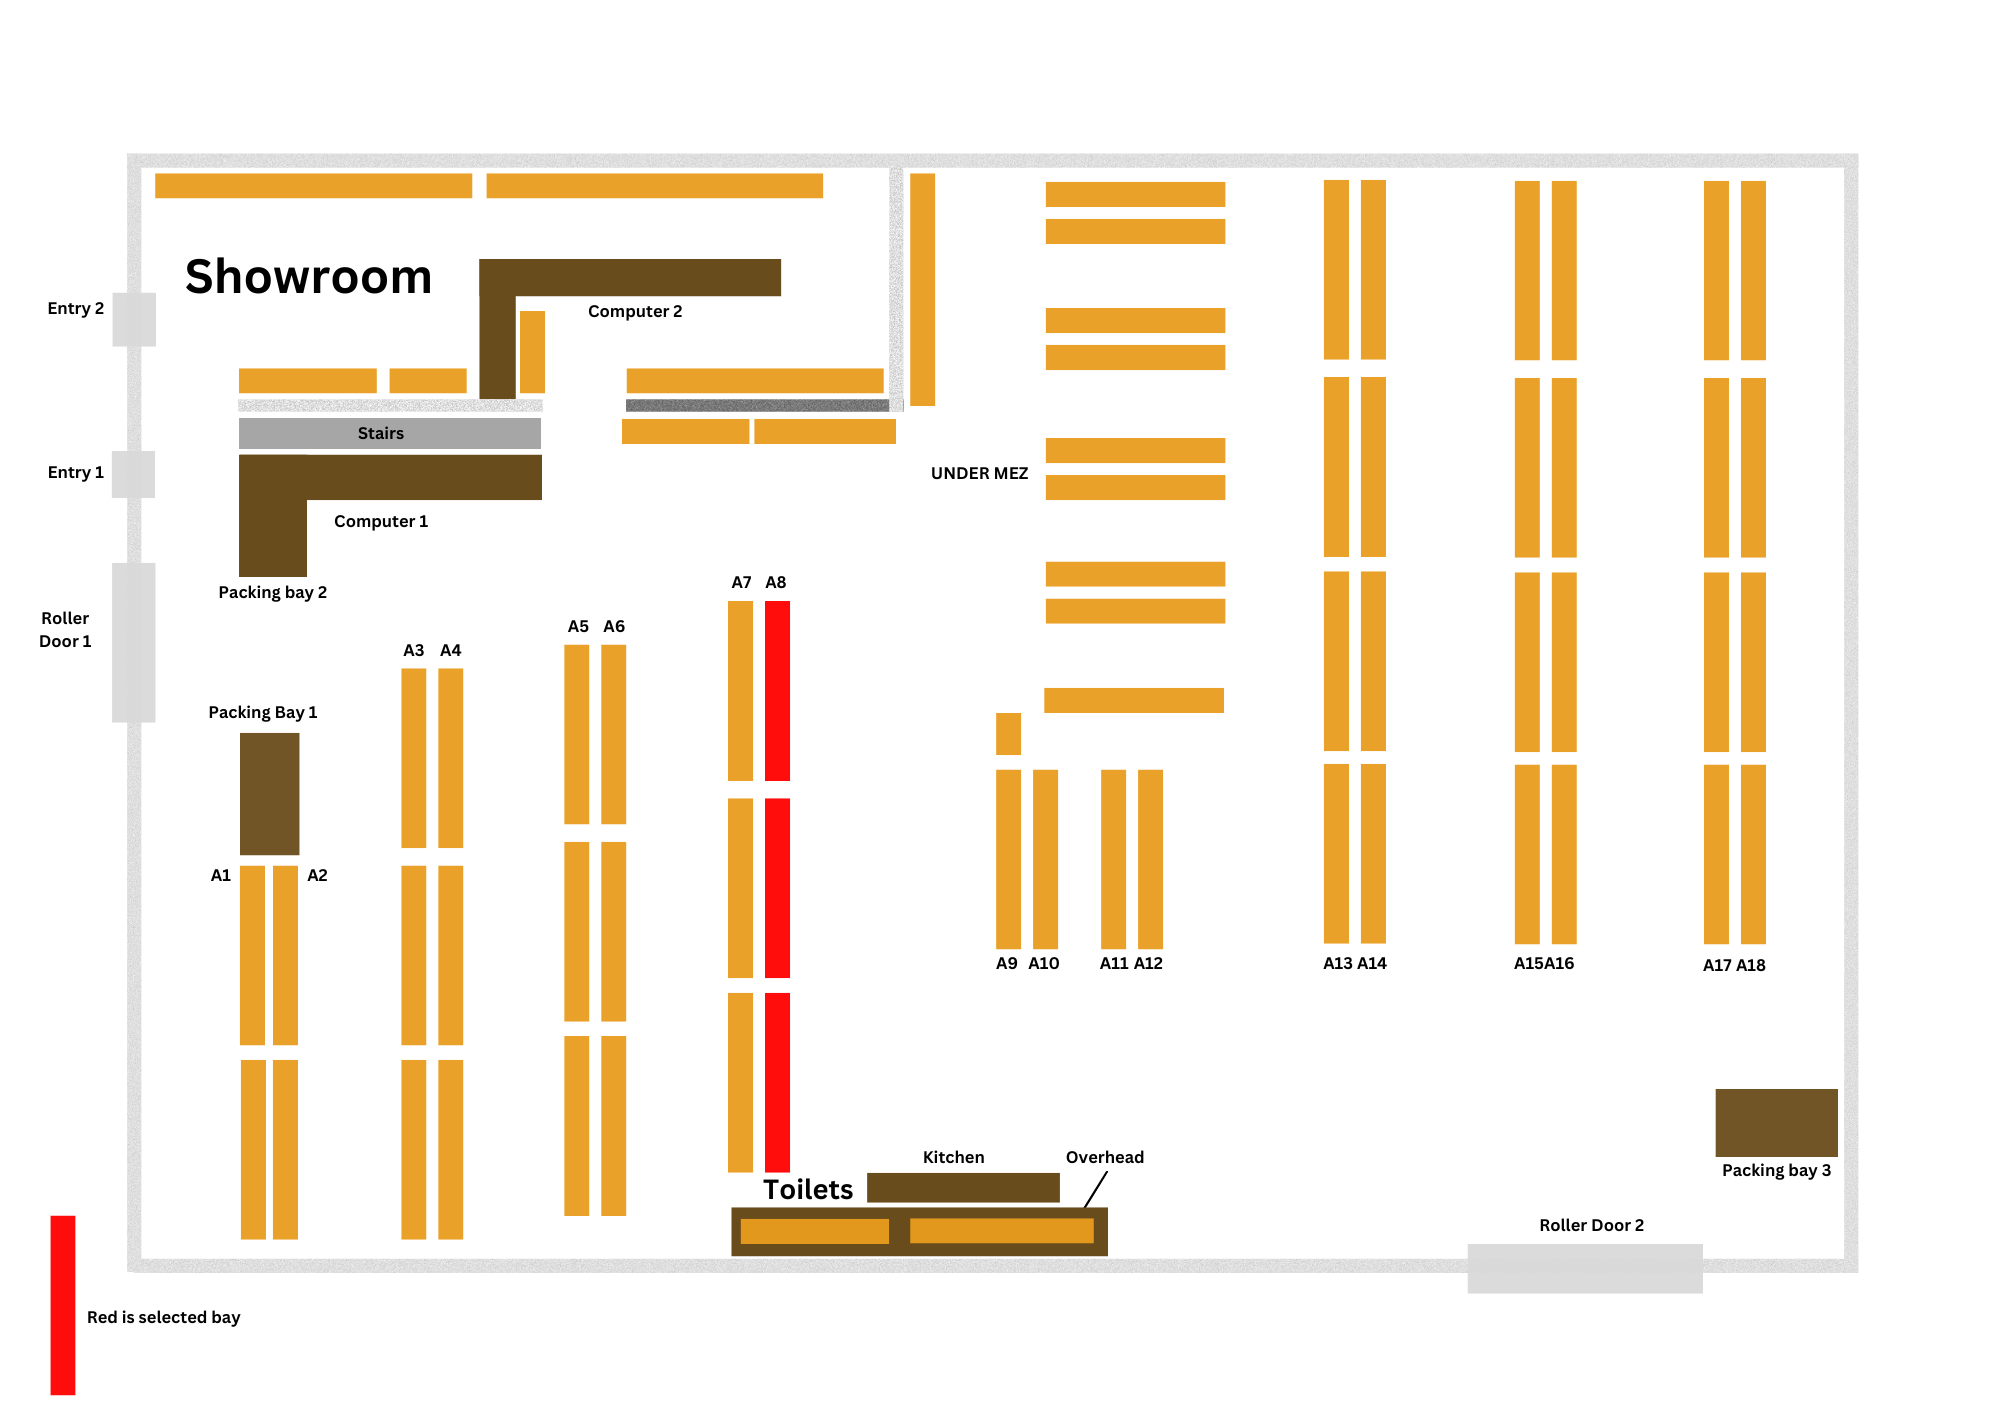 Showroom
Entry 2
Computer 2
Stairs
Entry 1
UNDER MEZ
Computer 1
Packing bay 2
A7 A8
Roller
Door 1
A5 A6
A3 A4
Packing Bay 1
A1 A2
A9 A10 A11 A12 A13 A14 A15 A16 A17 A18
Kitchen
Overhead
Packing bay 3
Toilets
Roller Door 2
Red is selected bay